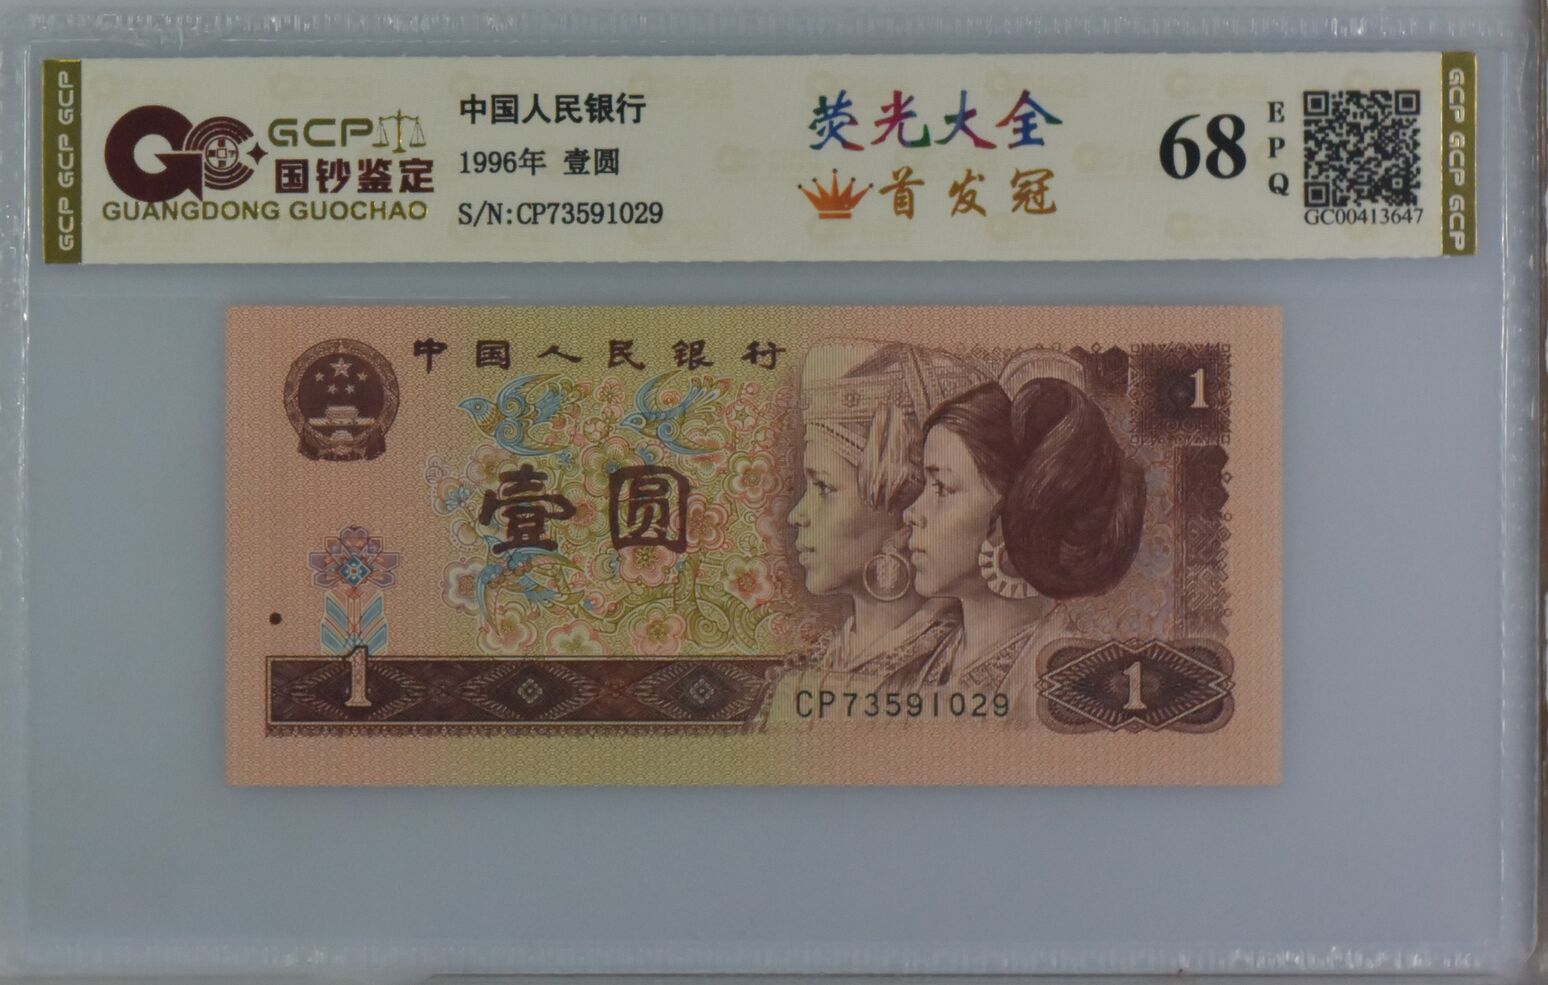 GCP GCP GCP
GCP
国钞鉴定
GUANGDONG GUOCHAO
中国人民银行
1996年 壹圆
S/N:CP73591029
荧光大全
首发冠
68
EPQ
GC00413647
GCP GCP GCP
中国人民银行
1
壹圆
1
CP73591029
1